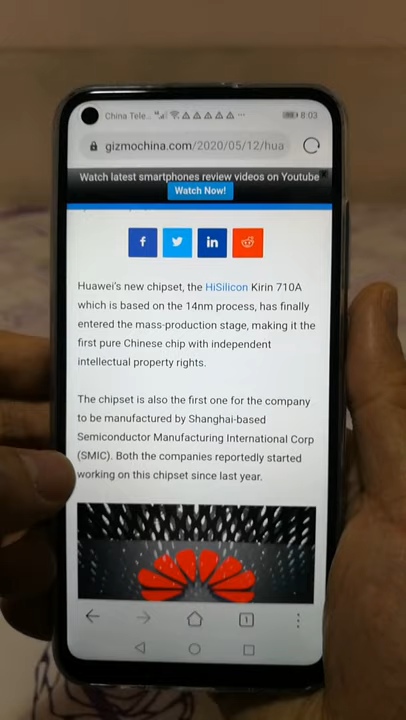 China Tele...
8:03
gizmochina.com/2020/05/12/hua
Watch latest smartphones review videos on Youtube
Watch Now!
f
in
Huawei's new chipset, the HiSilicon Kirin 710A
which is based on the 14nm process, has finally
entered the mass-production stage, making it the
first pure Chinese chip with independent
intellectual property rights.
The chipset is also the first one for the company
to be manufactured by Shanghai-based
Semiconductor Manufacturing International Corp
(SMIC). Both the companies reportedly started
working on this chipset since last year.
1